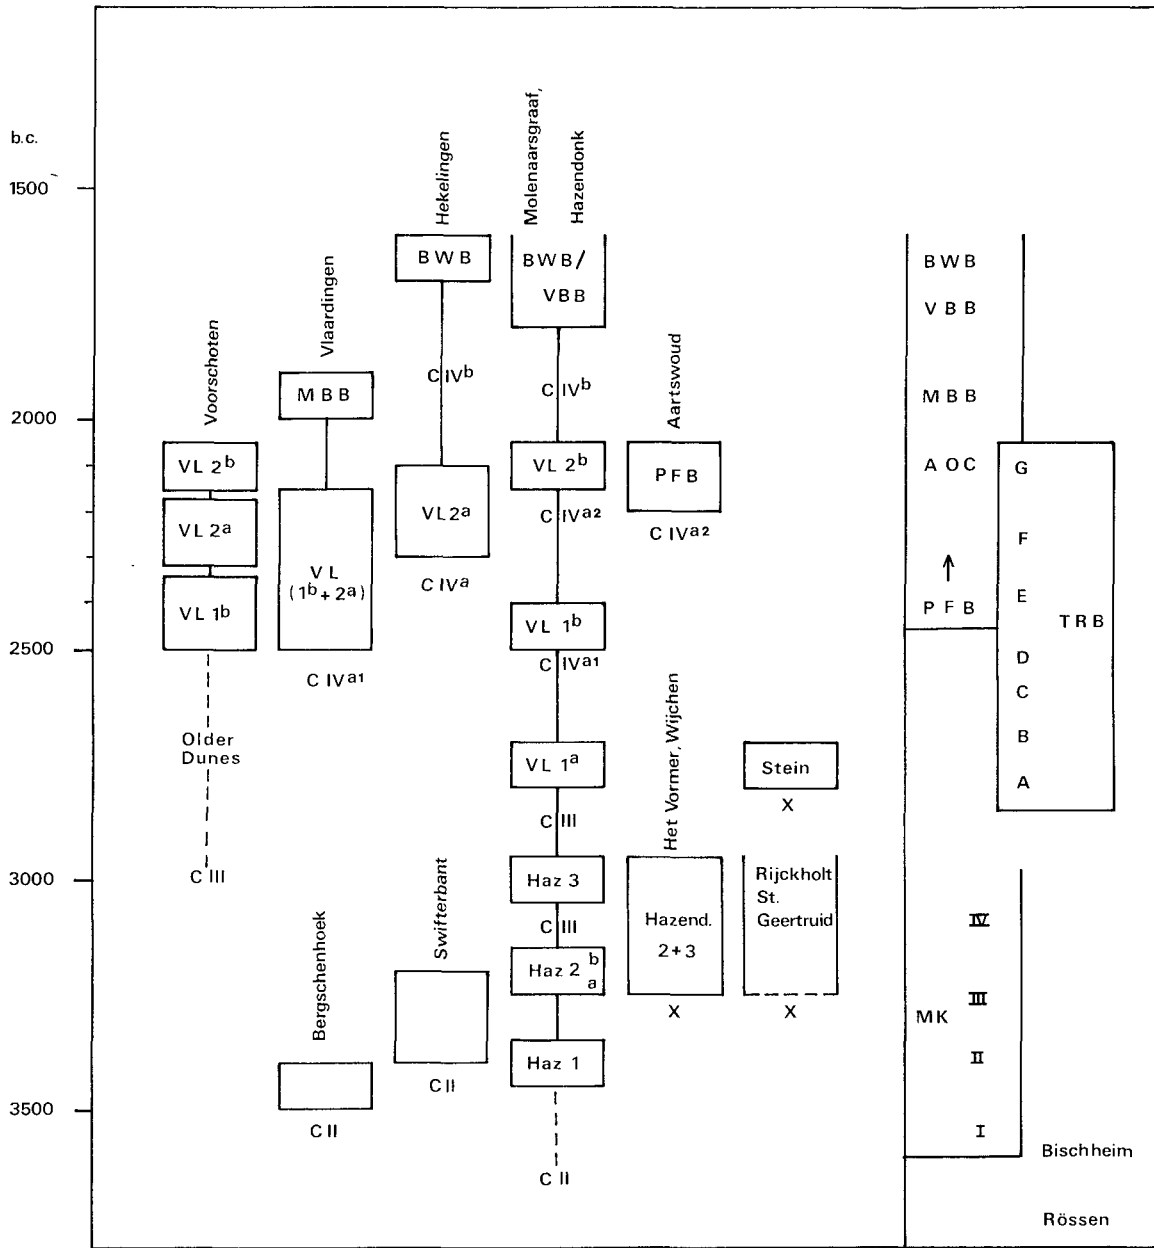 b.c.
1500
2000
2500
3000
3500
Voorschoten
VL 2b
VL 2a
VL 1b
Older
Dunes
C III
Vlaardingen
MBB
VL
(1b + 2a)
C IVa1
Bergschenhoek
C II
Hekelingen
BWB
C IVb
VL2a
C IVa
Swifterbant
C II
Molenaarsgraaf,
Hazendonk
BWB/
VBB
C IVb
VL 2b
C IVa2
VL 1b
C IVa1
VL 1a
C III
Haz 3
C III
Haz 2 b
a
Haz 1
C II
Aartswoud
PFB
C IVa2
Het Vormer, Wijchen
Hazend.
2+3
X
Stein
X
Rijckholt
St.
Geertruid
X
BWB
VBB
MBB
AOC
↑
PFB
G
F
E
TRB
D
C
B
A
IV
III
MK
II
I
Bischheim
Rössen